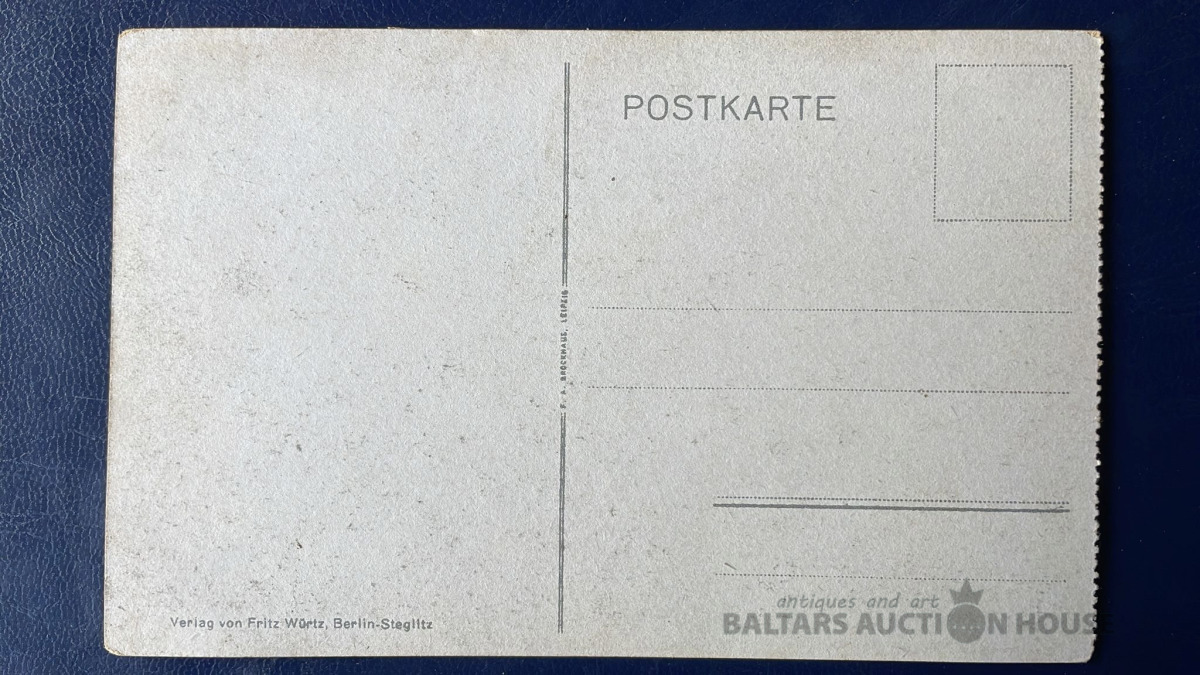 POSTKARTE
F. A. BROCKHAUS, LEIPZIG
Verlag von Fritz Würtz, Berlin-Steglitz
antiques and art
BALTARS AUCTION HOUS